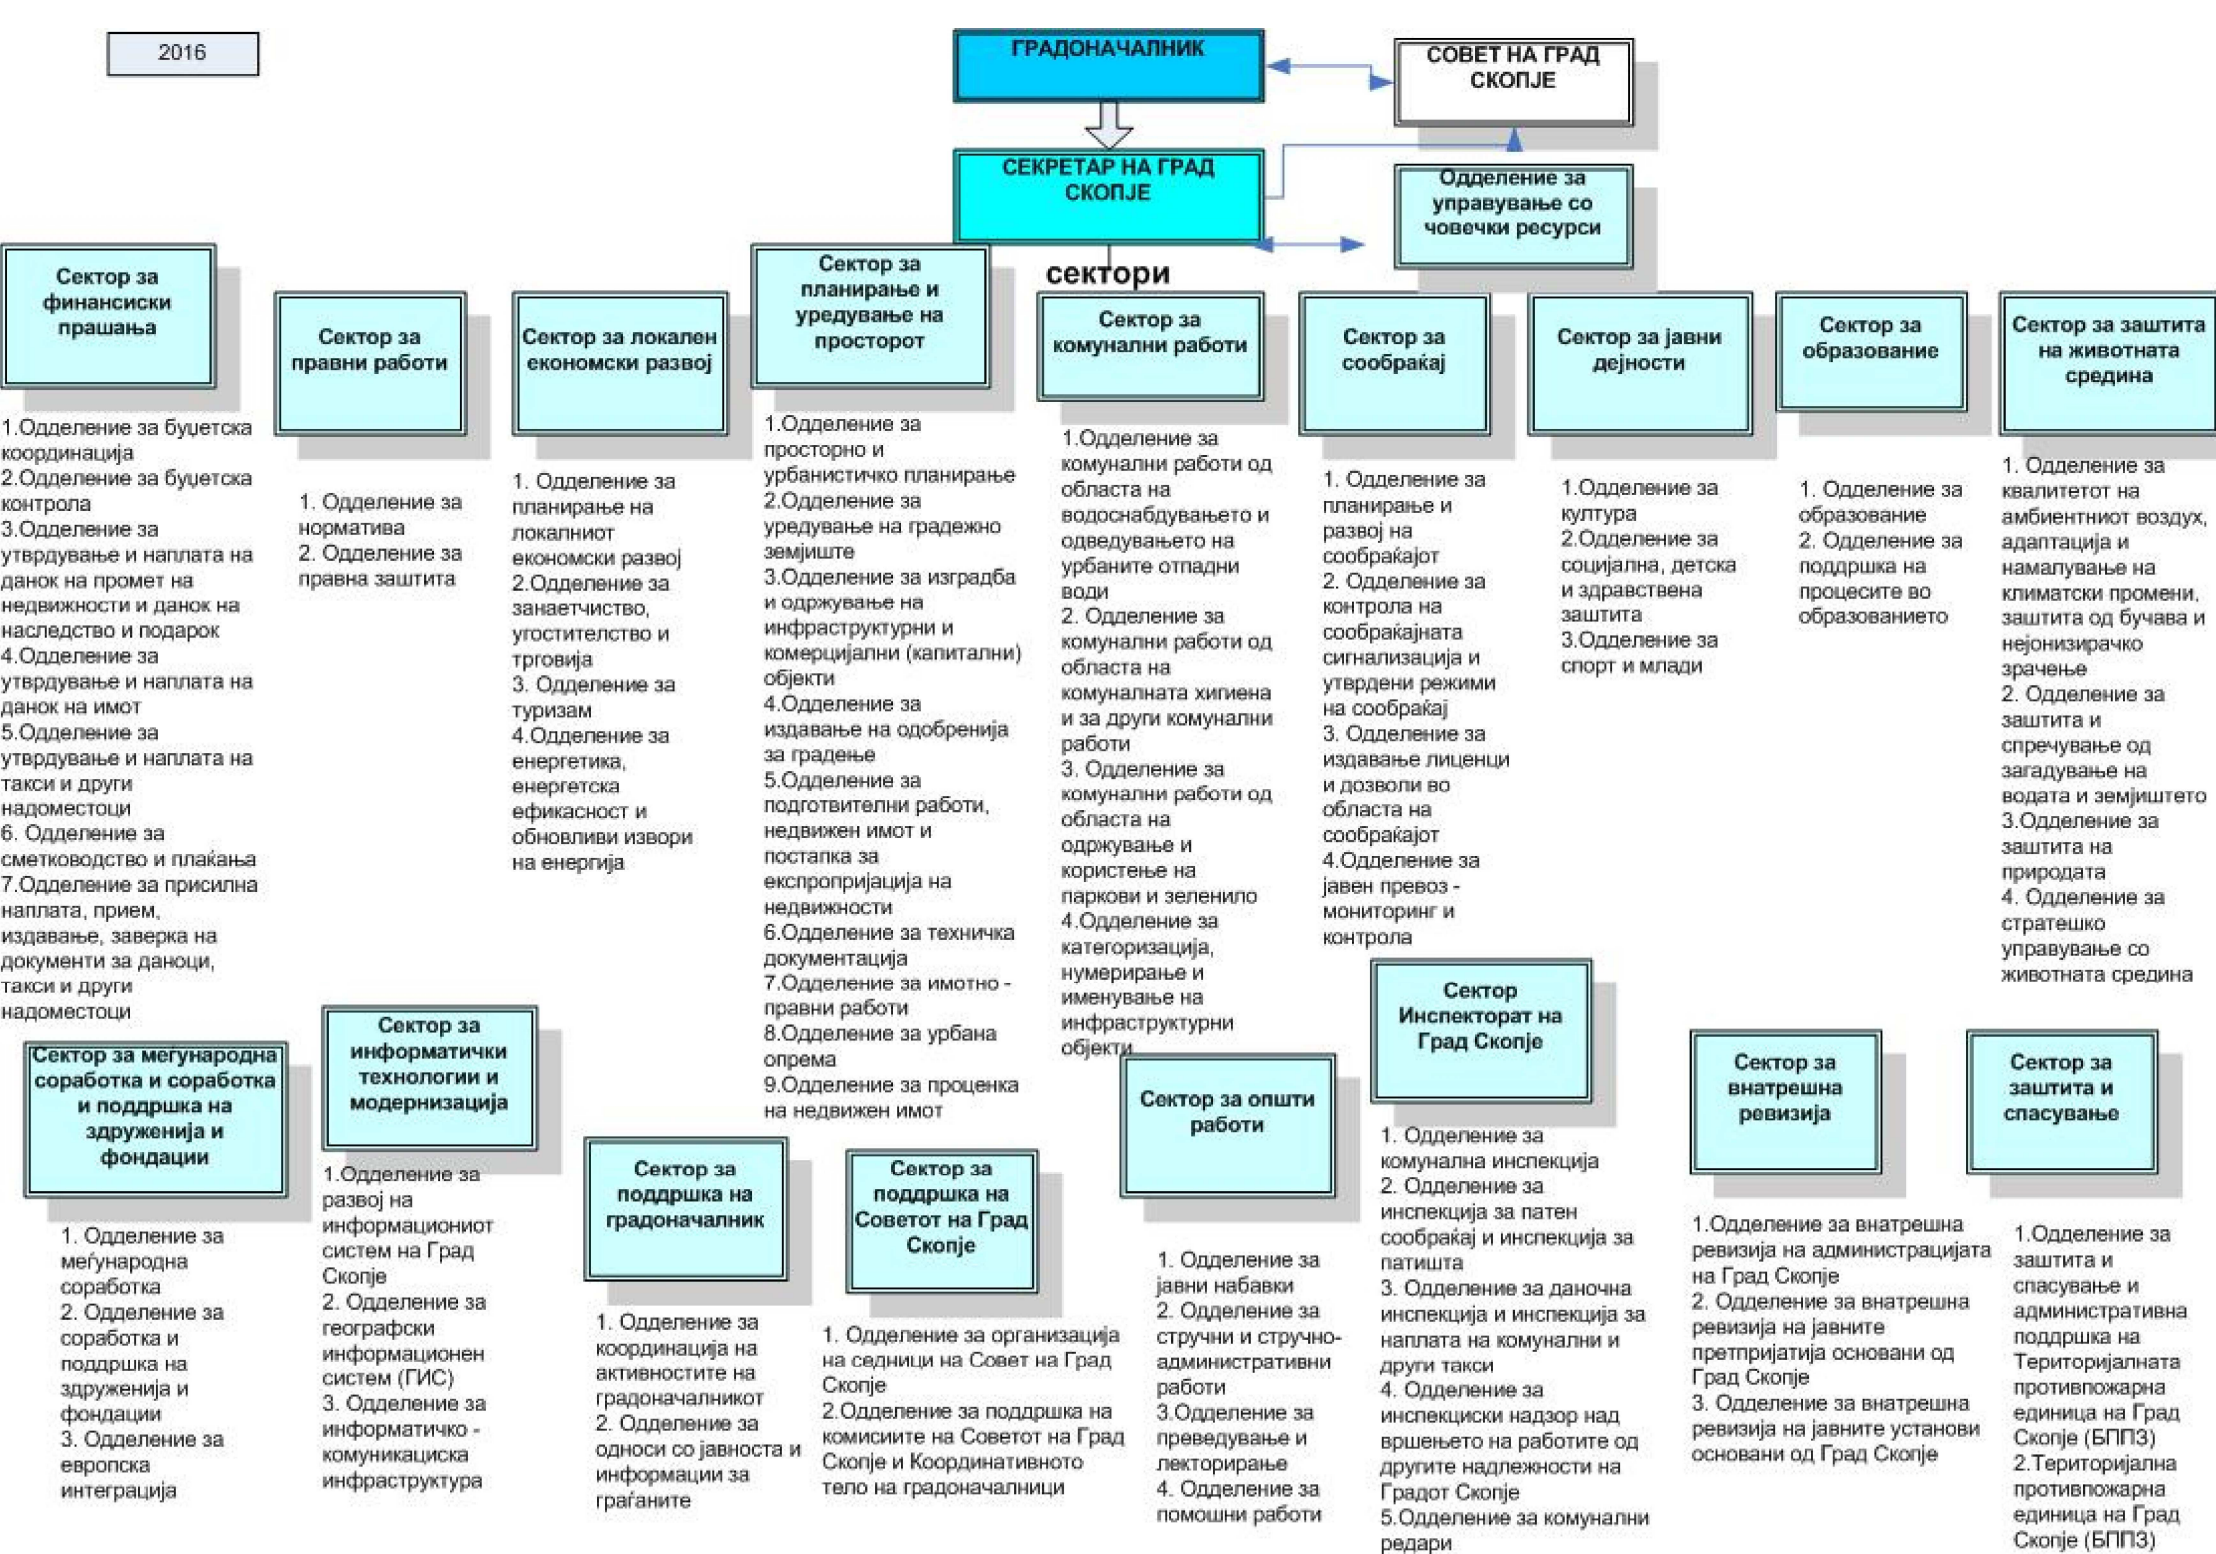 2016
ГРАДОНАЧАЛНИК
СОВЕТ НА ГРАД
СКОПЈЕ
СЕКРЕТАР НА ГРАД
СКОПЈЕ
Одделение за
управување со
човечки ресурси
сектори
Сектор за
финансиски
прашања
1.Одделение за буџетска
координација
2.Одделение за буџетска
контрола
3.Одделение за
утврдување и наплата на
данок на промет на
недвижности и данок на
наследство и подарок
4.Одделение за
утврдување и наплата на
данок на имот
5.Одделение за
утврдување и наплата на
такси и други
надоместоци
6. Одделение за
сметководство и плаќања
7.Одделение за присилна
наплата, прием,
издавање, заверка на
документи за даноци,
такси и други
надоместоци
Сектор за
правни работи
1. Одделение за
норматива
2. Одделение за
правна заштита
Сектор за локален
економски развој
1. Одделение за
планирање на
локалниот
економски развој
2.Одделение за
занаетчиство,
угостителство и
трговија
3. Одделение за
туризам
4.Одделение за
енергетика,
енергетска
ефикасност и
обновливи извори
на енергија
Сектор за
планирање и
уредување на
просторот
1.Одделение за
просторно и
урбанистичко планирање
2.Одделение за
уредување на градежно
земјиште
3.Одделение за изградба
и одржување на
инфраструктурни и
комерцијални (капитални)
објекти
4.Одделение за
издавање на одобренија
за градење
5.Одделение за
подготвителни работи,
недвижен имот и
постапка за
експропријација на
недвижности
6.Одделение за техничка
документација
7.Одделение за имотно -
правни работи
8.Одделение за урбана
опрема
9.Одделение за проценка
на недвижен имот
Сектор за
комунални работи
1.Одделение за
комунални работи од
областа на
водоснабдувањето и
одведувањето на
урбаните отпадни
води
2. Одделение за
комунални работи од
областа на
комуналната хигиена
и за други комунални
работи
3. Одделение за
комунални работи од
областа на
одржување и
користење на
паркови и зеленило
4.Одделение за
категоризација,
нумерирање и
именување на
инфраструктурни
објекти
Сектор за
сообраќај
1. Одделение за
планирање и
развој на
сообраќајот
2. Одделение за
контрола на
сообраќајната
сигнализација и
утврдени режими
на сообраќај
3. Одделение за
издавање лиценци
и дозволи во
областа на
сообраќајот
4.Одделение за
јавен превоз -
мониторинг и
контрола
Сектор за јавни
дејности
1.Одделение за
култура
2.Одделение за
социјална, детска
и здравствена
заштита
3.Одделение за
спорт и млади
Сектор за
образование
1. Одделение за
образование
2. Одделение за
поддршка на
процесите во
образованието
Сектор за заштита
на животната
средина
1. Одделение за
квалитетот на
амбиентниот воздух,
адаптација и
намалување на
климатски промени,
заштита од бучава и
нејонизирачко
зрачење
2. Одделение за
заштита и
спречување од
загадување на
водата и земјиштето
3.Одделение за
заштита на
природата
4. Одделение за
стратешко
управување со
животната средина
Сектор за меѓународна
соработка и соработка
и поддршка на
здруженија и
фондации
1. Одделение за
меѓународна
соработка
2. Одделение за
соработка и
поддршка на
здруженија и
фондации
3. Одделение за
европска
интеграција
Сектор за
информатички
технологии и
модернизација
1.Одделение за
развој на
информациониот
систем на Град
Скопје
2. Одделение за
географски
информационен
систем (ГИС)
3. Одделение за
информатичко -
комуникациска
инфраструктура
Сектор за
поддршка на
градоначалник
1. Одделение за
координација на
активностите на
градоначалникот
2. Одделение за
односи со јавноста и
информации за
граѓаните
Сектор за
поддршка на
Советот на Град
Скопје
1. Одделение за организација
на седници на Совет на Град
Скопје
2.Одделение за поддршка на
комисиите на Советот на Град
Скопје и Координативното
тело на градоначалници
Сектор за општи
работи
1. Одделение за
јавни набавки
2. Одделение за
стручни и стручно-
административни
работи
3.Одделение за
преведување и
лекторирање
4. Одделение за
помошни работи
Сектор
Инспекторат на
Град Скопје
1. Одделение за
комунална инспекција
2. Одделение за
инспекција за патен
сообраќај и инспекција за
патишта
3. Одделение за даночна
инспекција и инспекција за
наплата на комунални и
други такси
4. Одделение за
инспекциски надзор над
вршењето на работите од
другите надлежности на
Градот Скопје
5.Одделение за комунални
редари
Сектор за
внатрешна
ревизија
1.Одделение за внатрешна
ревизија на администрацијата
на Град Скопје
2. Одделение за внатрешна
ревизија на јавните
претпријатија основани од
Град Скопје
3. Одделение за внатрешна
ревизија на јавните установи
основани од Град Скопје
Сектор за
заштита и
спасување
1.Одделение за
заштита и
спасување и
административна
поддршка на
Територијалната
противпожарна
единица на Град
Скопје (БППЗ)
2.Територијална
противпожарна
единица на Град
Скопје (БППЗ)